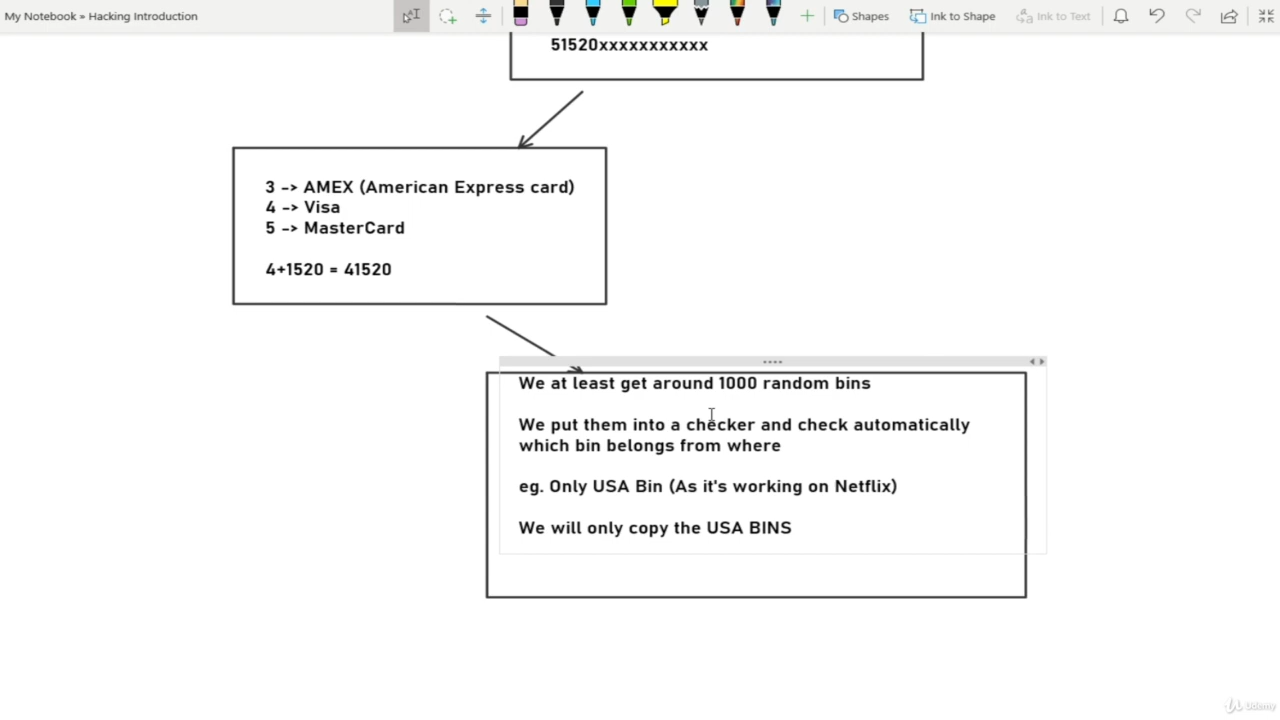 My Notebook » Hacking Introduction
Shapes
Ink to Shape
Ink to Text
51520xxxxxxxxxxx
3 -> AMEX (American Express card)
4 -> Visa
5 -> MasterCard
4+1520 = 41520
We at least get around 1000 random bins
We put them into a checker and check automatically
which bin belongs from where
eg. Only USA Bin (As it's working on Netflix)
We will only copy the USA BINS
Udemy